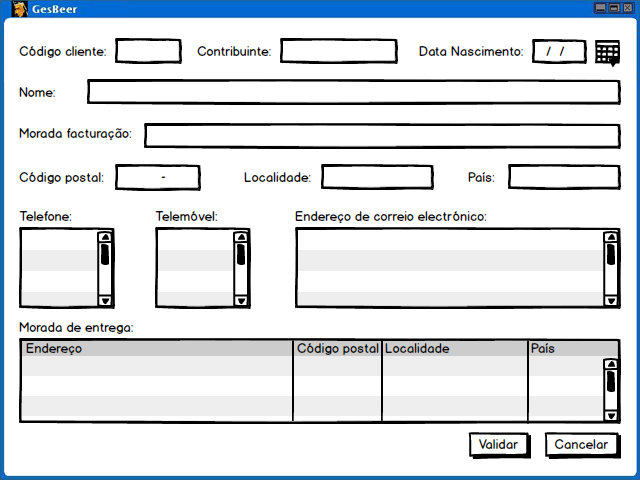 GesBeer
Código cliente: Contribuinte: Data Nascimento: / /
Nome:
Morada facturação:
Código postal: - Localidade: País:
Telefone: Telemóvel: Endereço de correio electrónico:
Morada de entrega:
Endereço Código postal Localidade País
Validar Cancelar